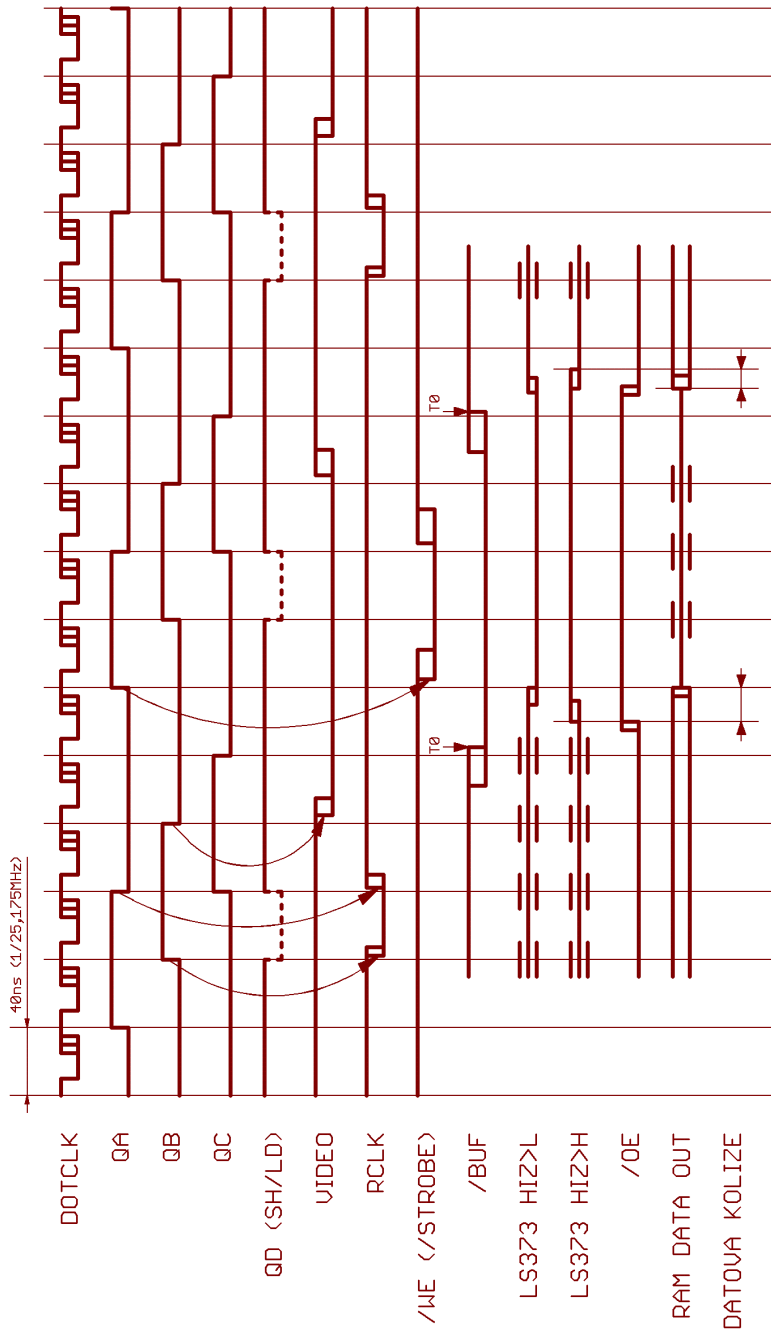 40ns (1/25,175MHz)
DOTCLK
QA
QB
QC
QD (SH/LD)
VIDEO
RCLK
/WE (/STROBE)
/BUF
T0
T0
LS373 HIZ>L
LS373 HIZ>H
/OE
RAM DATA OUT
DATOVA KOLIZE